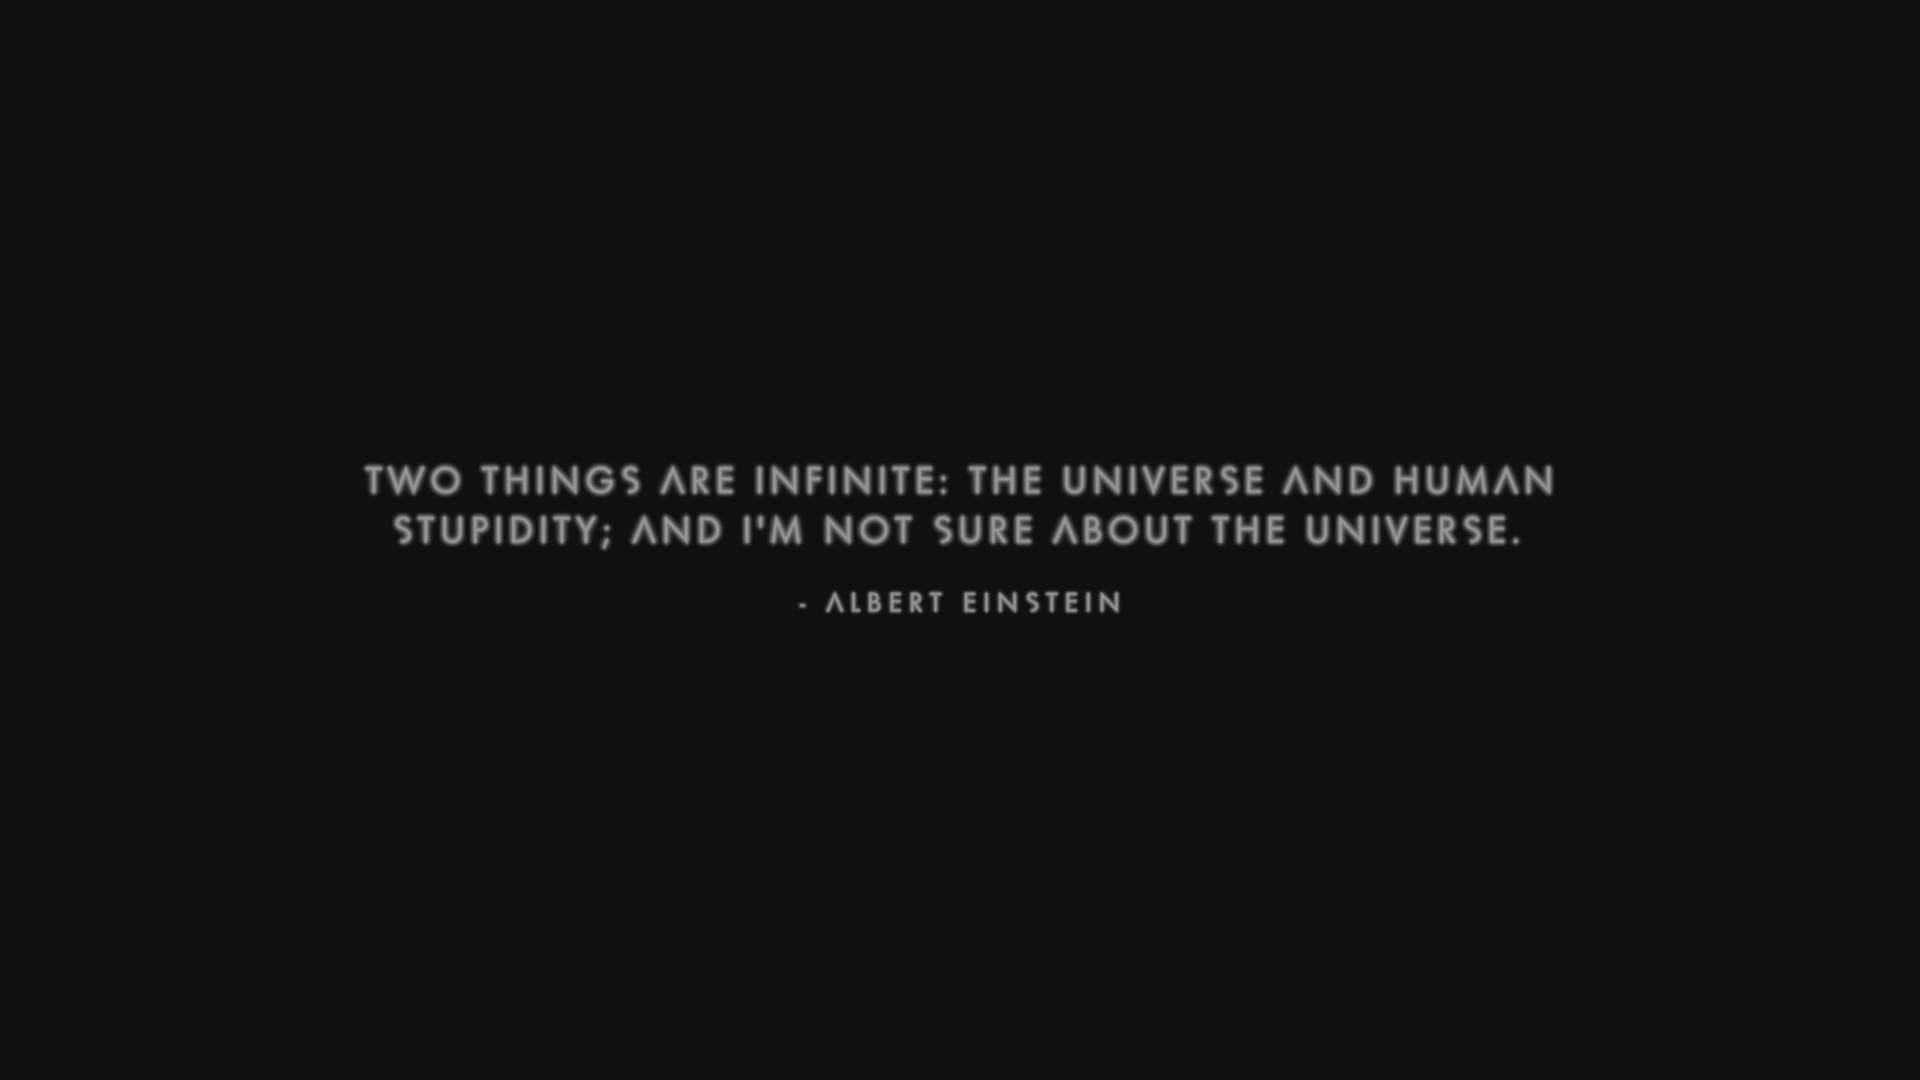 TWO THINGS ARE INFINITE: THE UNIVERSE AND HUMAN
STUPIDITY; AND I'M NOT SURE ABOUT THE UNIVERSE.
- ALBERT EINSTEIN